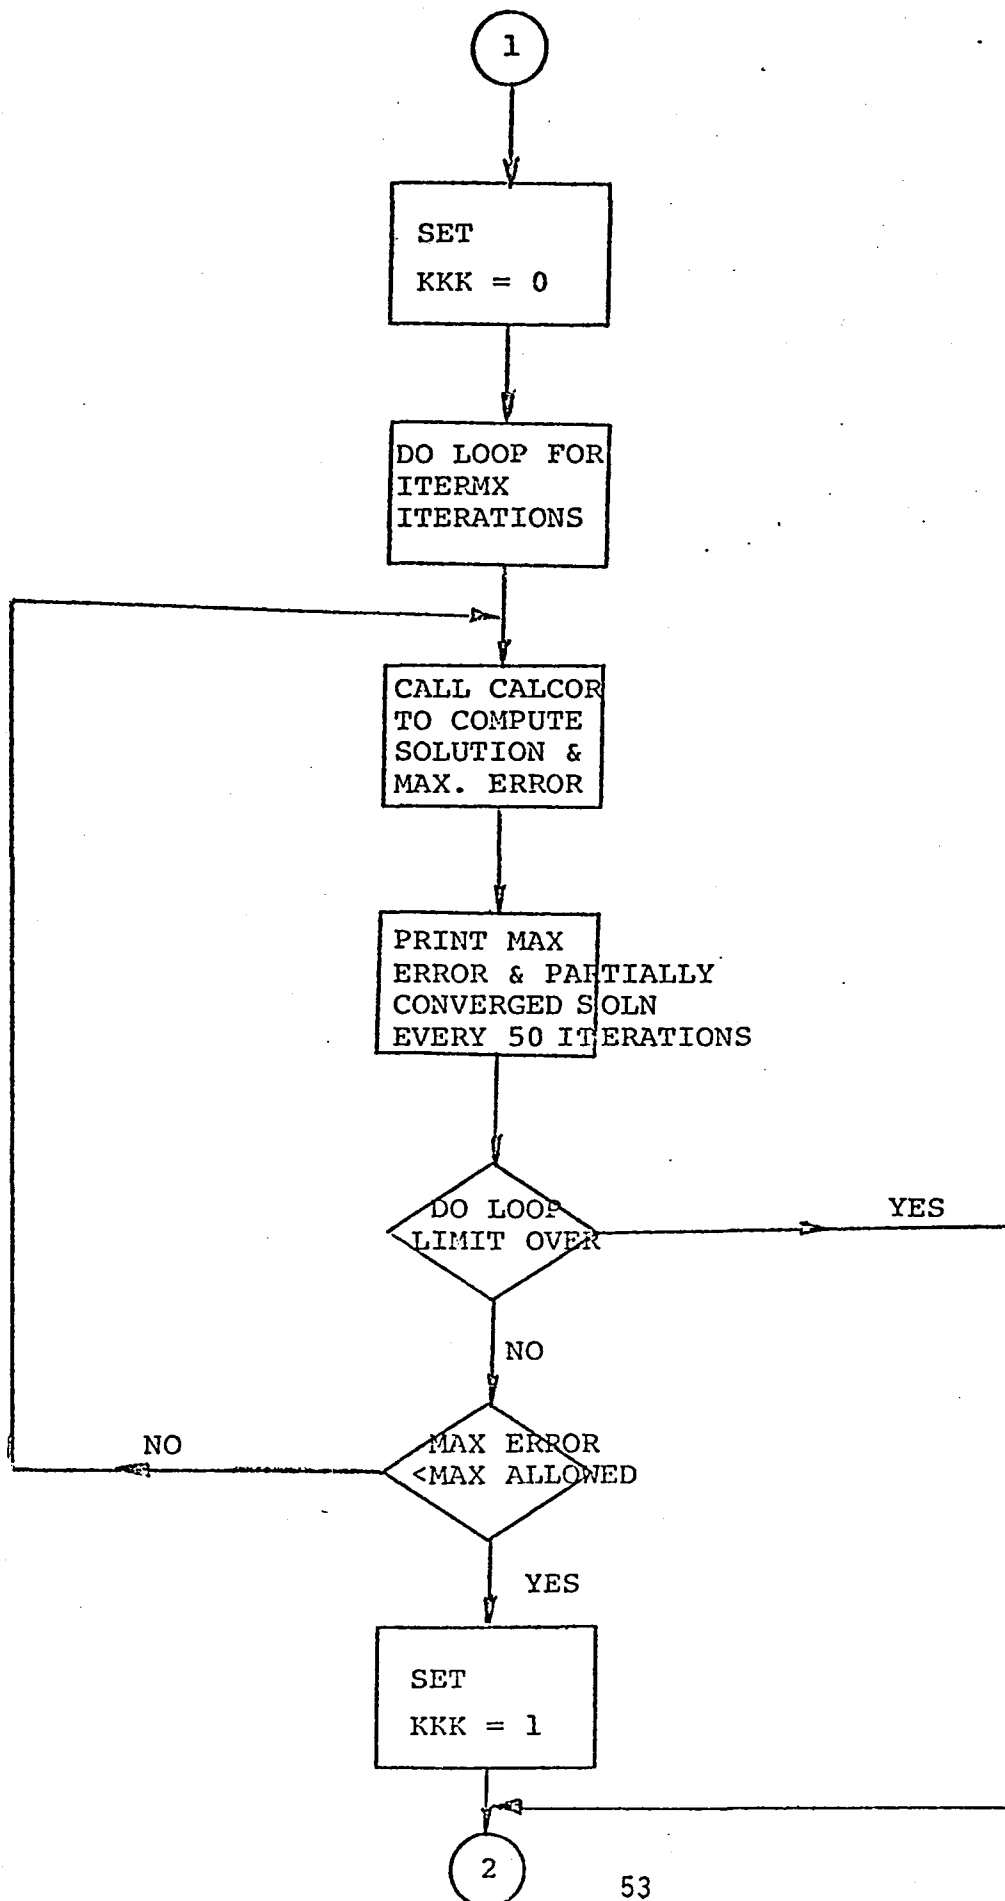 1
SET
KKK = 0
DO LOOP FOR
ITERMX
ITERATIONS
CALL CALCOR
TO COMPUTE
SOLUTION &
MAX. ERROR
PRINT MAX
ERROR & PARTIALLY
CONVERGED SOLN
EVERY 50 ITERATIONS
DO LOOP
LIMIT OVER
YES
NO
MAX ERROR
<MAX ALLOWED
NO
YES
SET
KKK = 1
2
53